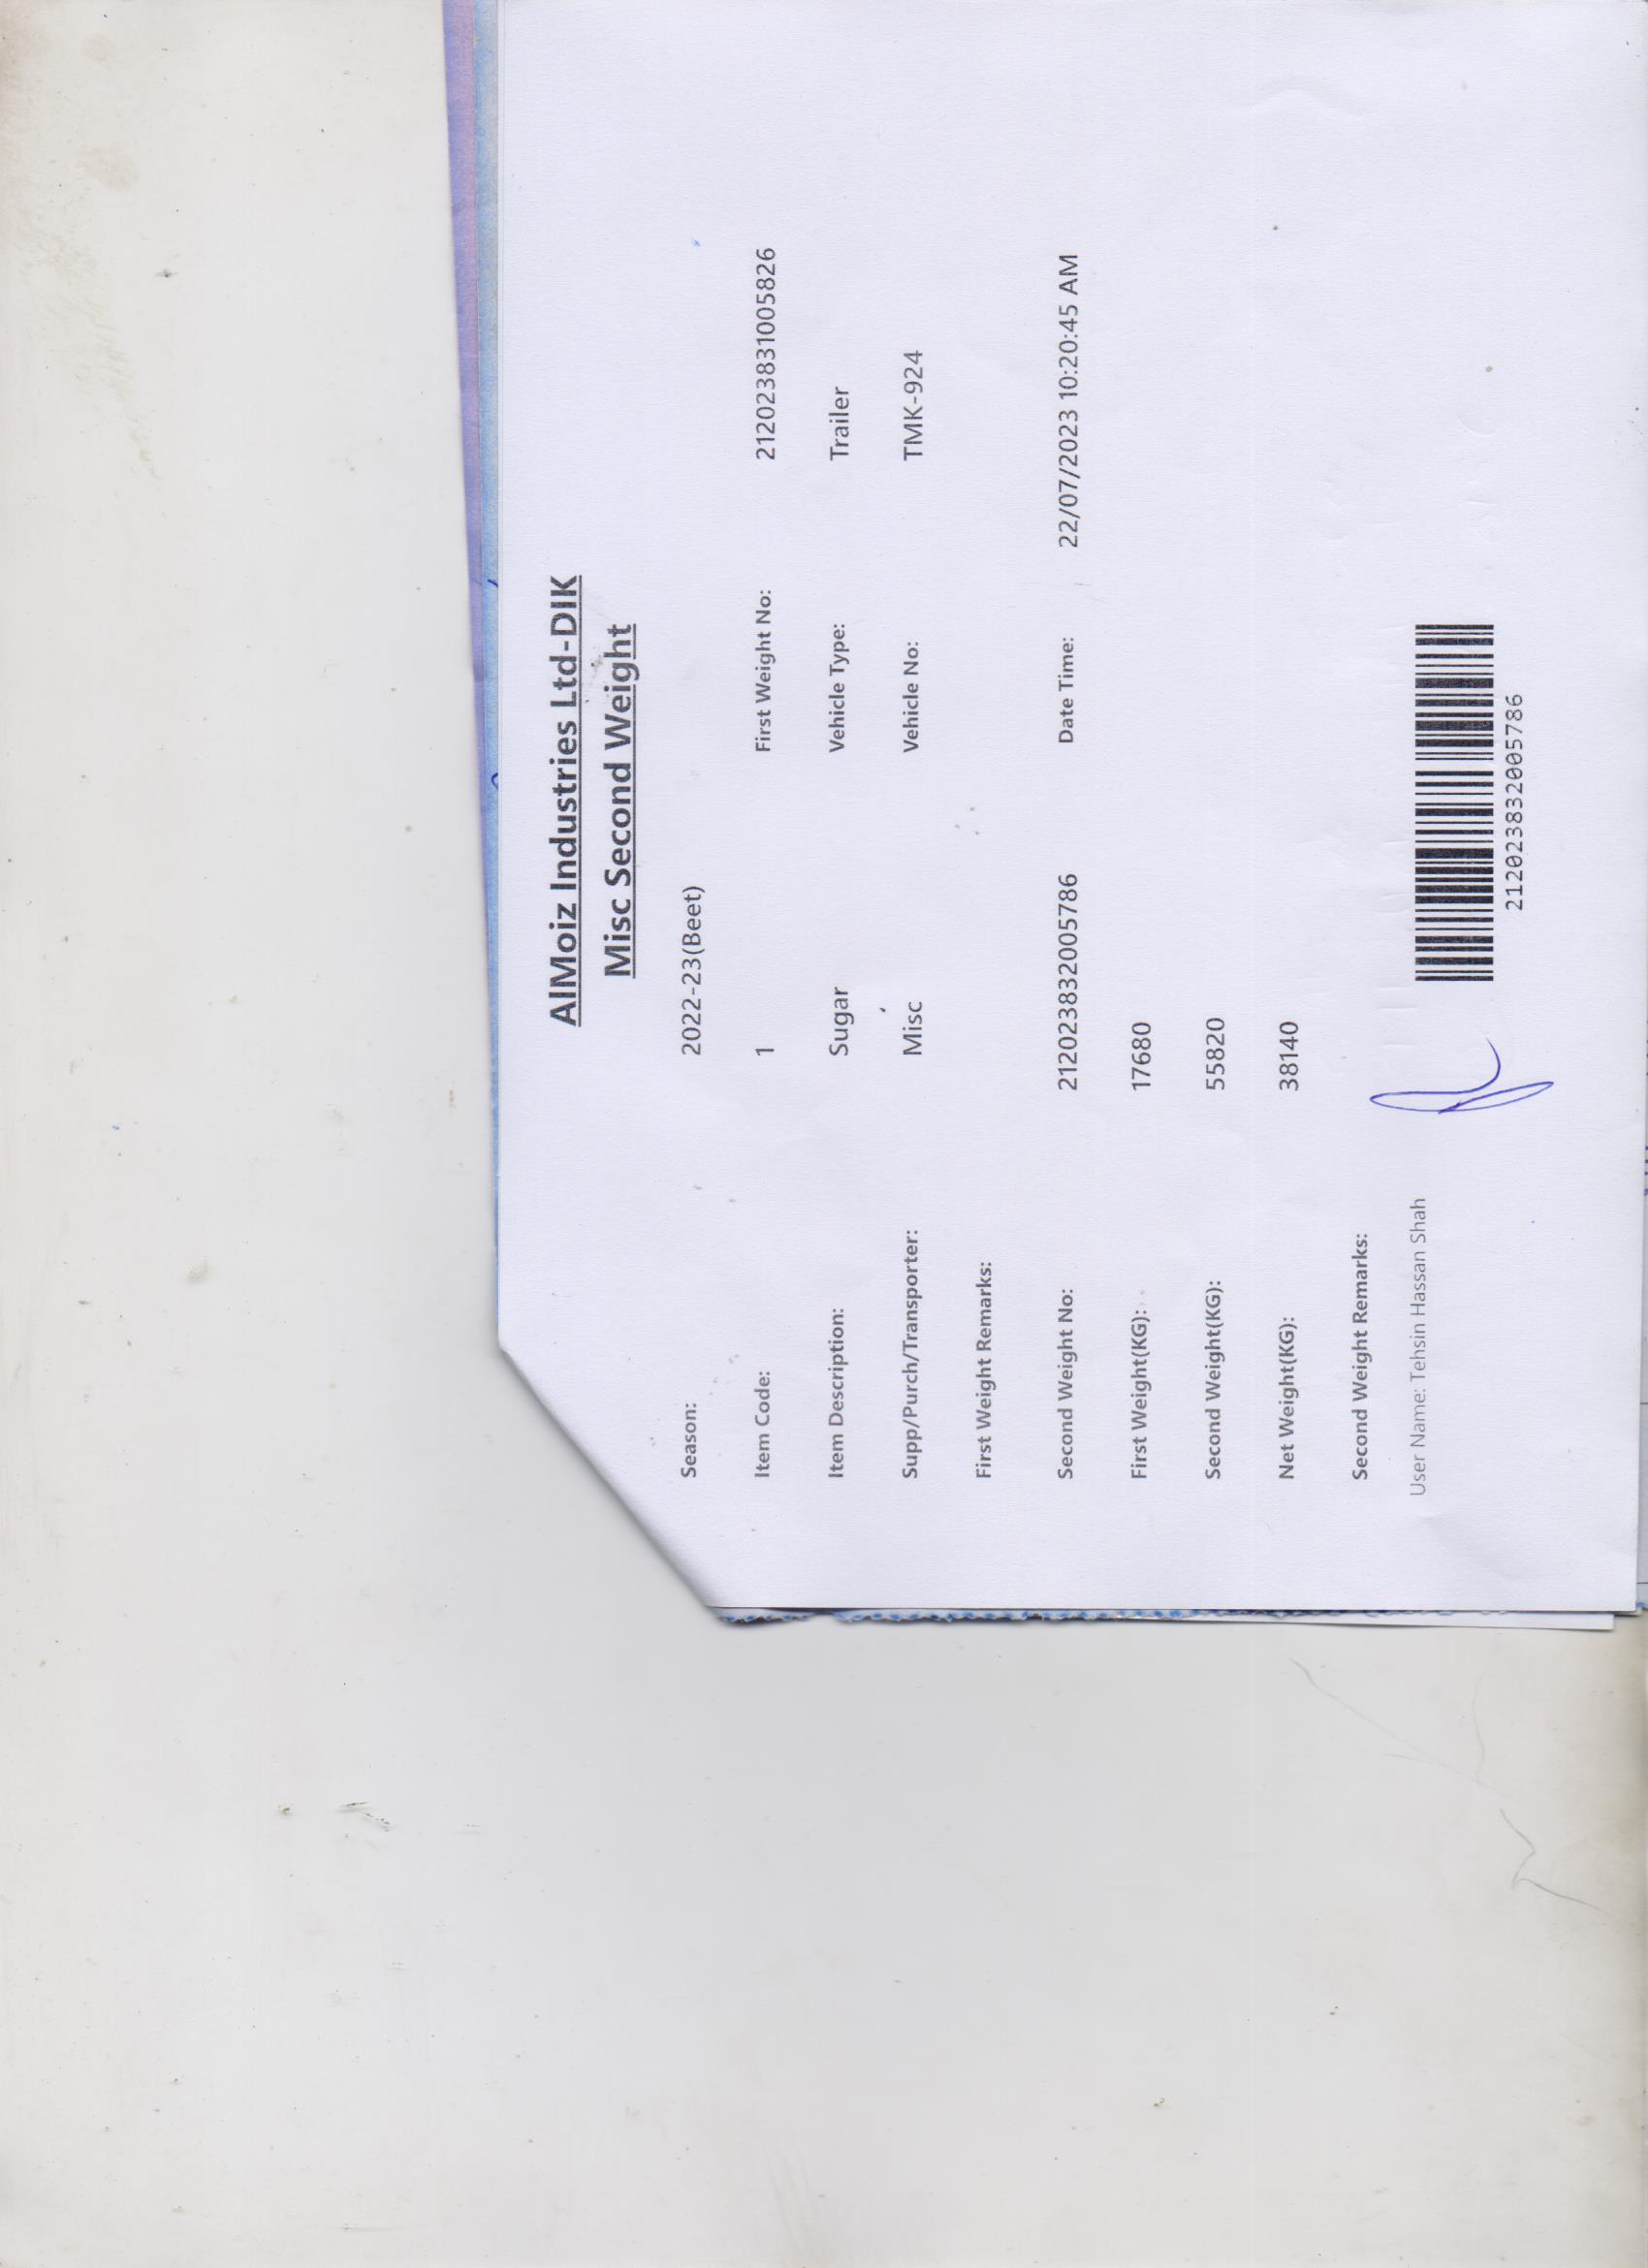 AlMoiz Industries Ltd-DIK
Misc Second Weight
Season: 2022-23(Beet)
Item Code: 1 First Weight No: 212023831005826
Item Description: Sugar Vehicle Type: Trailer
Supp/Purch/Transporter: Misc Vehicle No: TMK-924
First Weight Remarks:
Second Weight No: 212023832005786 Date Time: 22/07/2023 10:20:45 AM
First Weight(KG): 17680
Second Weight(KG): 55820
Net Weight(KG): 38140
Second Weight Remarks:
User Name: Tehsin Hassan Shah
212023832005786